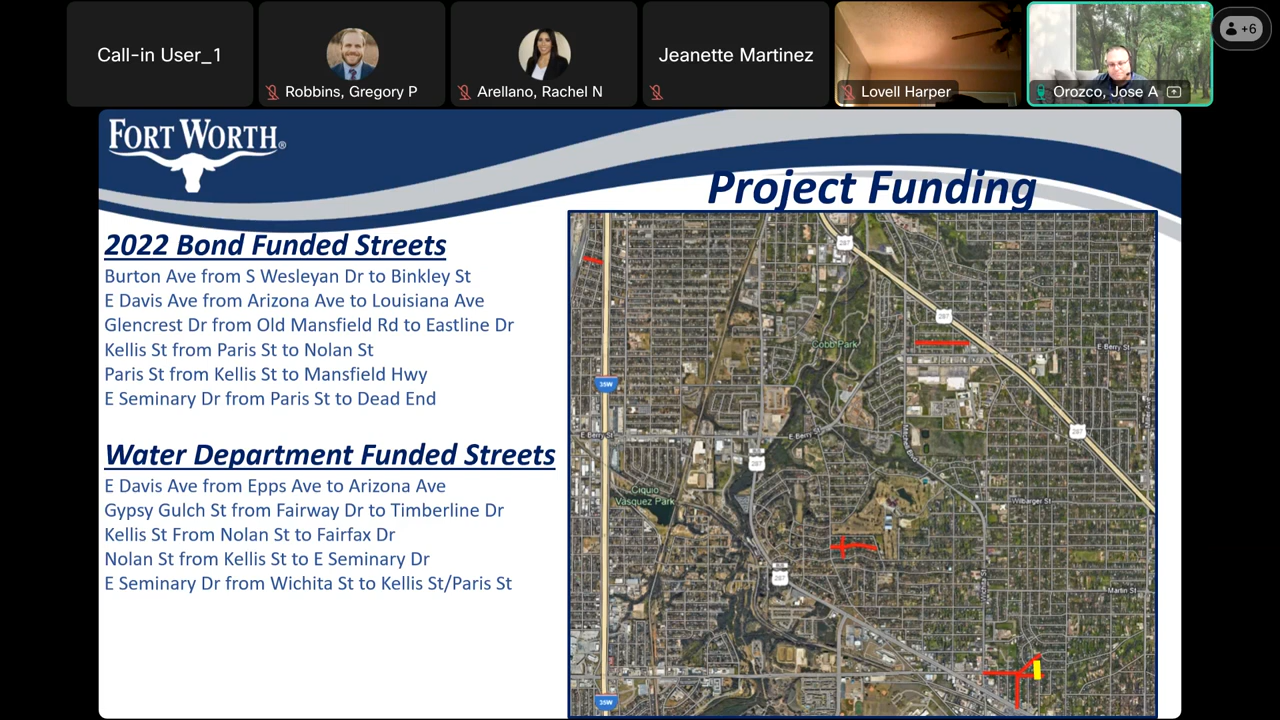 Call-in User_1
Robbins, Gregory P
Arellano, Rachel N
Jeanette Martinez
Lovell Harper
Orozco, Jose A
+6
FORT WORTH®
Project Funding
2022 Bond Funded Streets
Burton Ave from S Wesleyan Dr to Binkley St
E Davis Ave from Arizona Ave to Louisiana Ave
Glencrest Dr from Old Mansfield Rd to Eastline Dr
Kellis St from Paris St to Nolan St
Paris St from Kellis St to Mansfield Hwy
E Seminary Dr from Paris St to Dead End
Water Department Funded Streets
E Davis Ave from Epps Ave to Arizona Ave
Gypsy Gulch St from Fairway Dr to Timberline Dr
Kellis St From Nolan St to Fairfax Dr
Nolan St from Kellis St to E Seminary Dr
E Seminary Dr from Wichita St to Kellis St/Paris St
287
287
Cobb Park
E Berry St
35W
287
E Berry St
E Berry St
287
Ciquio
Vasquez Park
Wilbarger St
287
Martin St
35W